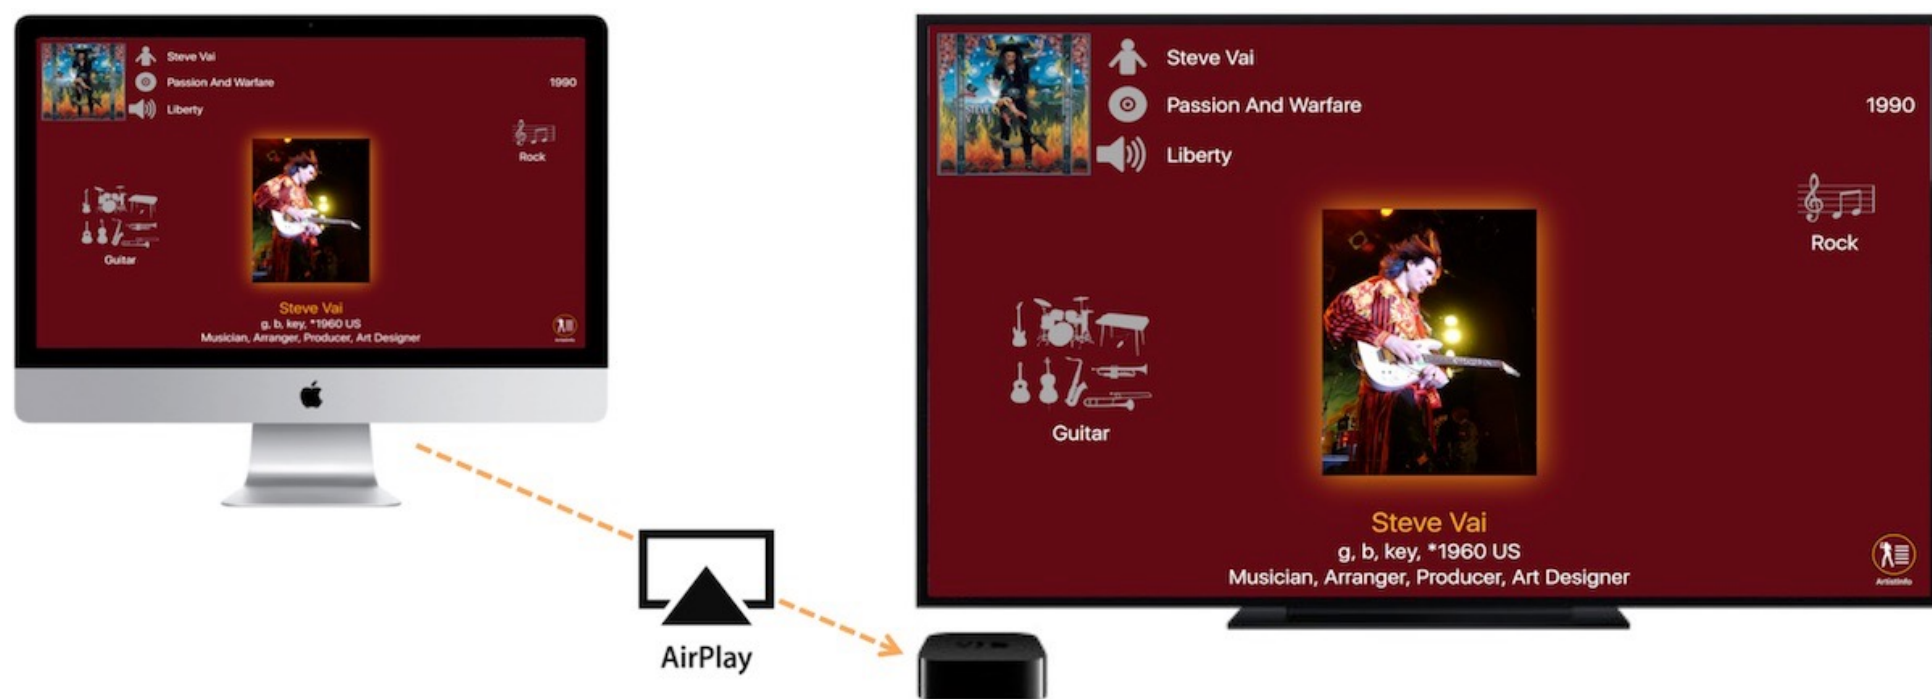 Steve Vai
Passion And Warfare
1990
Liberty
Rock
Guitar
Steve Vai
g, b, key, *1960 US
Musician, Arranger, Producer, Art Designer
ArtistInfo
AirPlay
Steve Vai
Passion And Warfare
1990
Liberty
Rock
Guitar
Steve Vai
g, b, key, *1960 US
Musician, Arranger, Producer, Art Designer
ArtistInfo